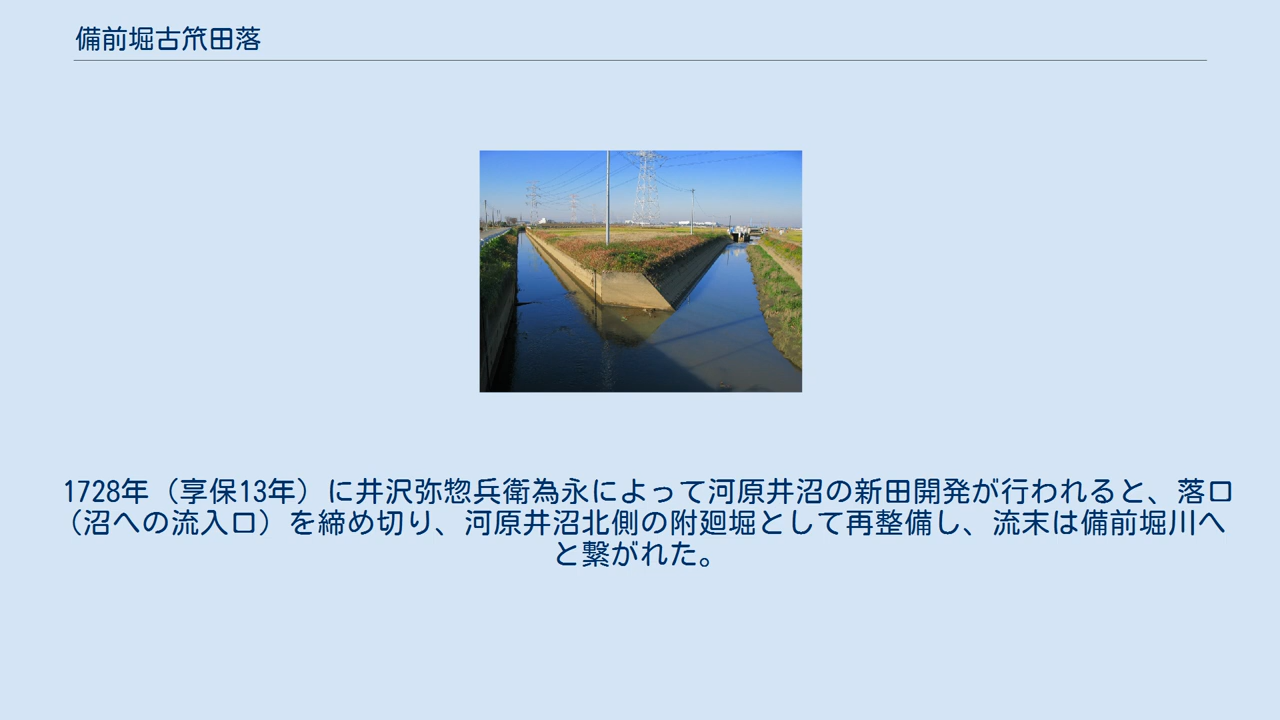 備前堀古笊田落
1728年（享保13年）に井沢弥惣兵衛為永によって河原井沼の新田開発が行われると、落口
（沼への流入口）を締め切り、河原井沼北側の附廻堀として再整備し、流末は備前堀川へ
と繋がれた。